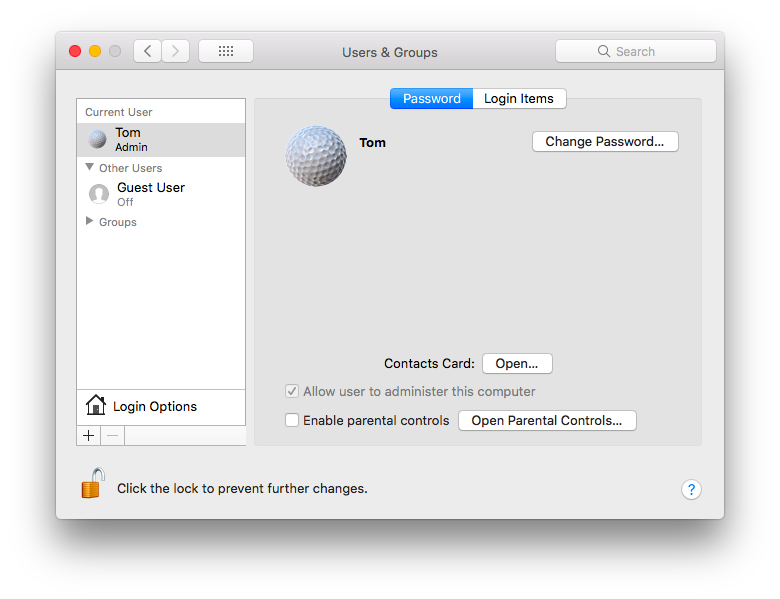 Users & Groups
Search
Password
Login Items
Current User
Tom
Admin
Other Users
Guest User
Off
Groups
Login Options
Tom
Change Password...
Contacts Card:
Open...
Allow user to administer this computer
Enable parental controls
Open Parental Controls...
Click the lock to prevent further changes.
?